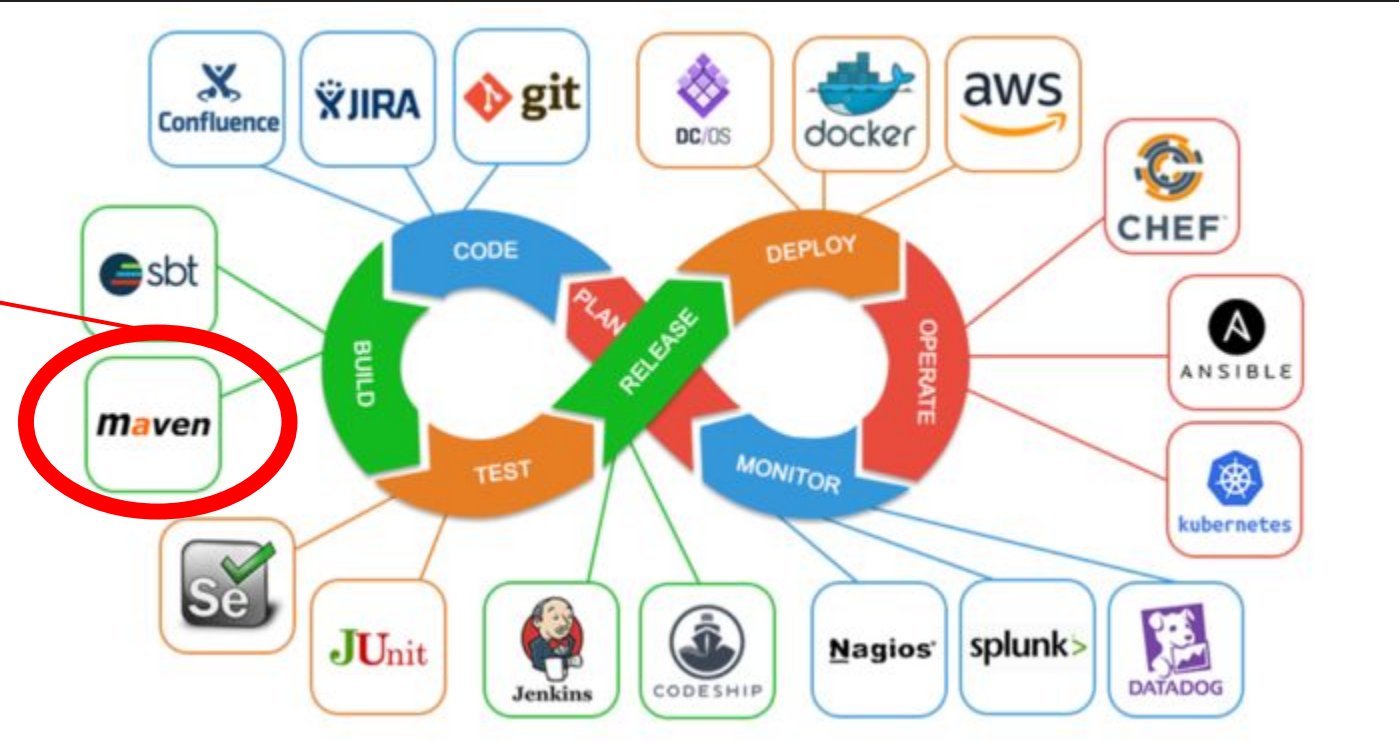 Confluence
JIRA
git
DC/OS
docker
aws
CHEF
sbt
CODE
DEPLOY
PLAN
RELEASE
BUILD
OPERATE
ANSIBLE
maven
TEST
MONITOR
kubernetes
Se
JUnit
Jenkins
CODESHIP
Nagios®
splunk>
DATADOG